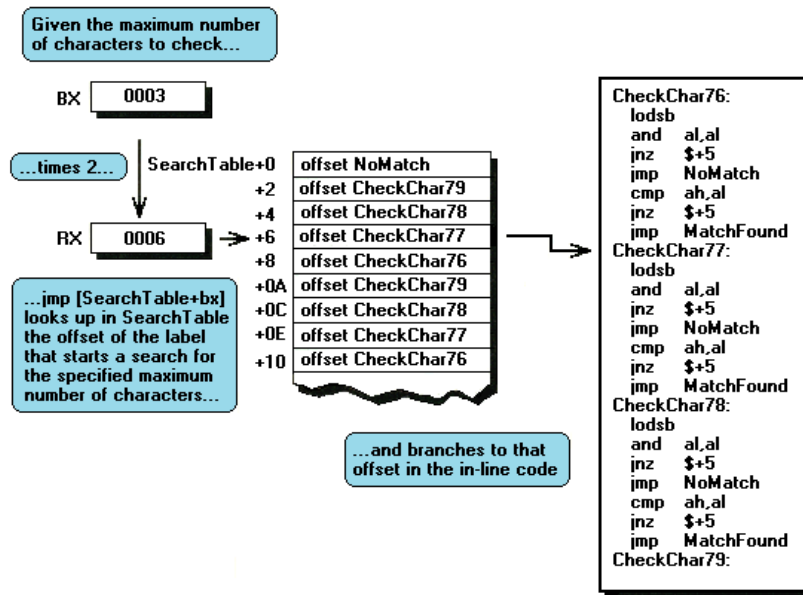 Given the maximum number
of characters to check...
BX 0003
...times 2...
RX 0006
...jmp [SearchTable+bx]
looks up in SearchTable
the offset of the label
that starts a search for
the specified maximum
number of characters...
SearchTable+0 offset NoMatch
+2 offset CheckChar79
+4 offset CheckChar78
+6 offset CheckChar77
+8 offset CheckChar76
+0A offset CheckChar79
+0C offset CheckChar78
+0E offset CheckChar77
+10 offset CheckChar76
...and branches to that
offset in the in-line code
CheckChar76:
lodsb
and al,al
jnz $+5
jmp NoMatch
cmp ah,al
jnz $+5
jmp MatchFound
CheckChar77:
lodsb
and al,al
jnz $+5
jmp NoMatch
cmp ah,al
jnz $+5
jmp MatchFound
CheckChar78:
lodsb
and al,al
jnz $+5
jmp NoMatch
cmp ah,al
jnz $+5
jmp MatchFound
CheckChar79: